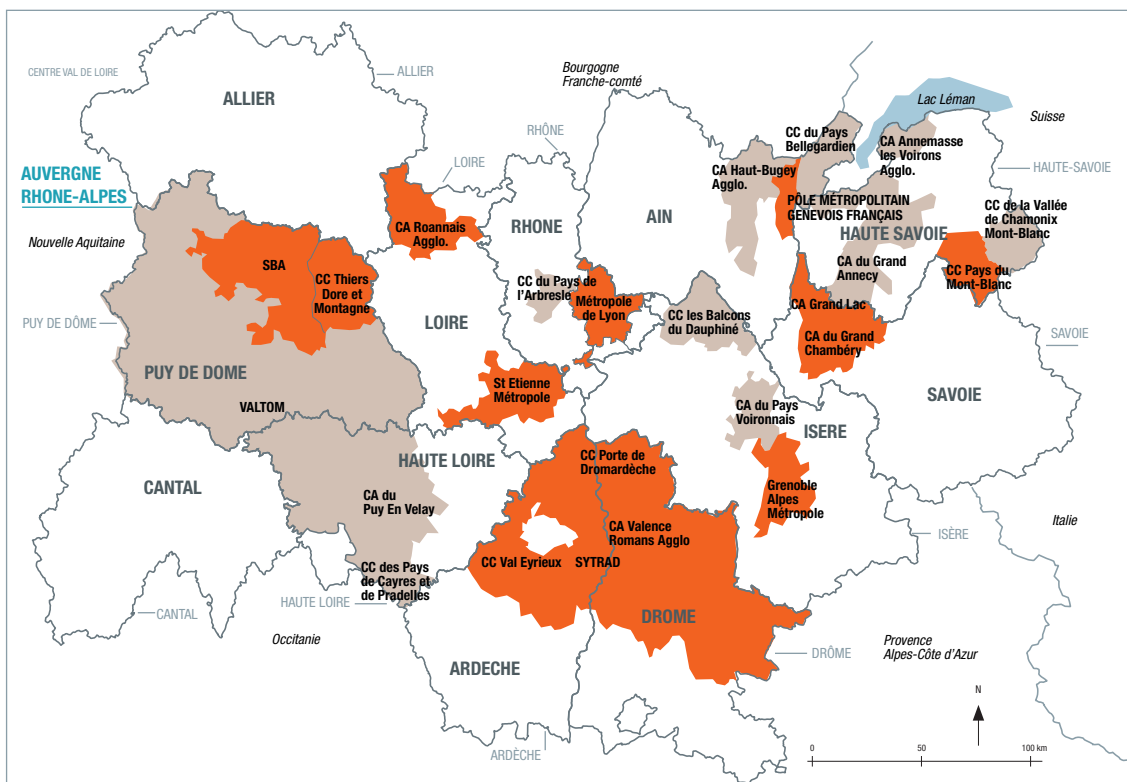 CENTRE VAL DE LOIRE
ALLIER
ALLIER
Bourgogne
Franche-comté
Lac Léman
Suisse
RHÔNE
LOIRE
CC du Pays
Bellegardien
CA Annemasse
les Voirons
Agglo.
HAUTE-SAVOIE
AUVERGNE
RHONE-ALPES
CA Haut-Bugey
Agglo.
PÔLE MÉTROPOLITAIN
GENEVOIS FRANÇAIS
CC de la Vallée
de Chamonix
Mont-Blanc
Nouvelle Aquitaine
CA Roannais
Agglo.
RHONE
AIN
HAUTE SAVOIE
SBA
CC Thiers
Dore et
Montagne
CC du Pays de
l'Arbresle
Métropole
de Lyon
CA du Grand
Annecy
CC Pays du
Mont-Blanc
PUY DE DÔME
LOIRE
CC les Balcons
du Dauphiné
CA Grand Lac
CA du Grand
Chambéry
SAVOIE
PUY DE DOME
VALTOM
St Etienne
Métropole
CA du Pays
Voironnais
ISERE
SAVOIE
HAUTE LOIRE
CC Porte de
Dromardèche
Grenoble
Alpes
Métropole
CANTAL
CA du
Puy En Velay
CA Valence
Romans Agglo
ISÈRE
Italie
CC des Pays
de Cayres et
de Pradelles
CC Val Eyrieux
SYTRAD
HAUTE LOIRE
CANTAL
Occitanie
DROME
DRÔME
Provence
Alpes-Côte d'Azur
ARDECHE
ARDÈCHE
N
0
50
100 km